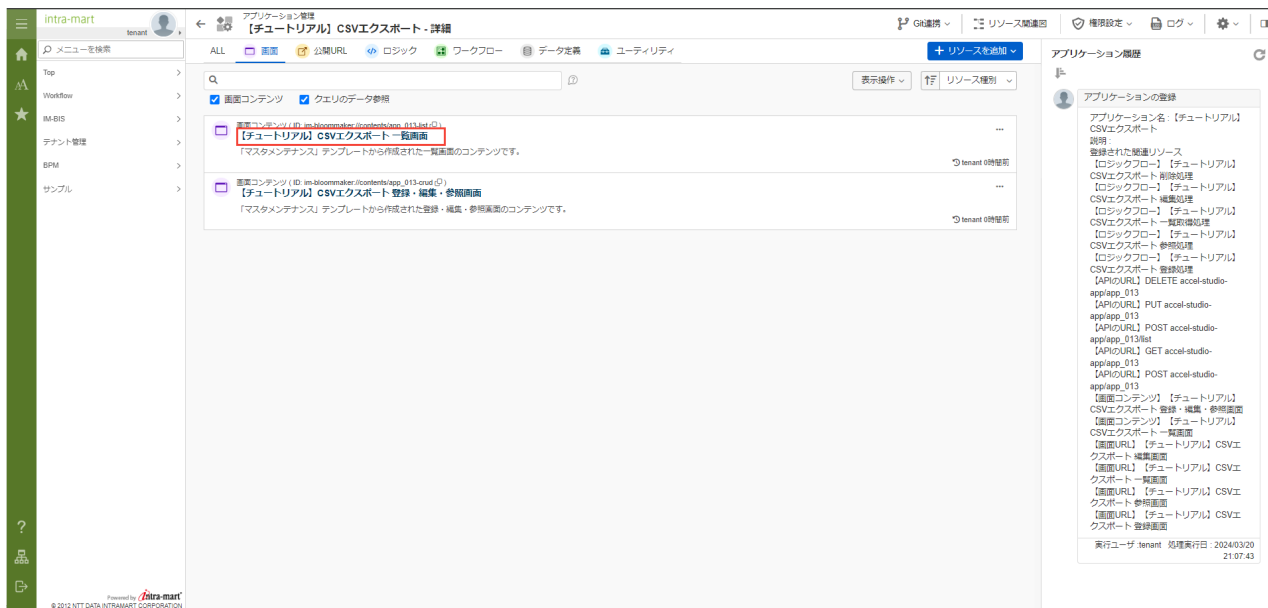 intra-mart
tenant
メニューを検索
Top
Workflow
IM-BIS
テナント管理
BPM
サンプル
Powered by intra-mart
© 2012 NTT DATA INTRAMART CORPORATION
アプリケーション管理
【チュートリアル】CSVエクスポート - 詳細
Git連携
リソース関連図
権限設定
ログ
ALL
画面
公開URL
ロジック
ワークフロー
データ定義
ユーティリティ
リソースを追加
表示操作
リソース種別
画面コンテンツ
クエリのデータ参照
画面コンテンツ ( ID: im-bloommaker://contents/app_013-list )
【チュートリアル】CSVエクスポート 一覧画面
「マスタメンテナンス」テンプレートから作成された一覧画面のコンテンツです。
tenant 0時間前
画面コンテンツ ( ID: im-bloommaker://contents/app_013-crud )
【チュートリアル】CSVエクスポート 登録・編集・参照画面
「マスタメンテナンス」テンプレートから作成された登録・編集・参照画面のコンテンツです。
tenant 0時間前
アプリケーション履歴
アプリケーションの登録
アプリケーション名 : 【チュートリアル】
CSVエクスポート
説明 :
登録された関連リソース
【ロジックフロー】【チュートリアル】
CSVエクスポート 削除処理
【ロジックフロー】【チュートリアル】
CSVエクスポート 編集処理
【ロジックフロー】【チュートリアル】
CSVエクスポート 一覧取得処理
【ロジックフロー】【チュートリアル】
CSVエクスポート 参照処理
【ロジックフロー】【チュートリアル】
CSVエクスポート 登録処理
【APIのURL】DELETE accel-studio-
app/app_013
【APIのURL】PUT accel-studio-
app/app_013
【APIのURL】POST accel-studio-
app/app_013/list
【APIのURL】GET accel-studio-
app/app_013
【APIのURL】POST accel-studio-
app/app_013
【画面コンテンツ】【チュートリアル】
CSVエクスポート 登録・編集・参照画面
【画面コンテンツ】【チュートリアル】
CSVエクスポート 一覧画面
【画面URL】【チュートリアル】CSVエ
クスポート 編集画面
【画面URL】【チュートリアル】CSVエ
クスポート 一覧画面
【画面URL】【チュートリアル】CSVエ
クスポート 参照画面
【画面URL】【チュートリアル】CSVエ
クスポート 登録画面
実行ユーザ :tenant 処理実行日 : 2024/03/20
21:07:43